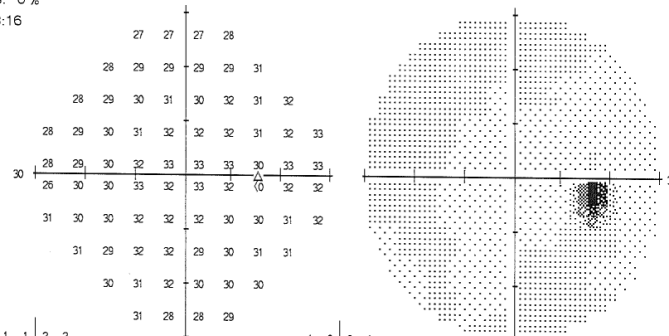 0 %
:16
27 27 27 28
28 29 29 29 29 31
28 29 30 31 30 32 31 32
28 29 30 31 32 32 32 31 32 33
28 29 30 32 33 33 33 30 33 33
30
26 30 30 33 32 33 32 <0 32 32
31 30 30 32 32 32 30 30 31 32
31 29 32 32 29 30 31 31
30 31 32 30 30 30
31 28 28 29